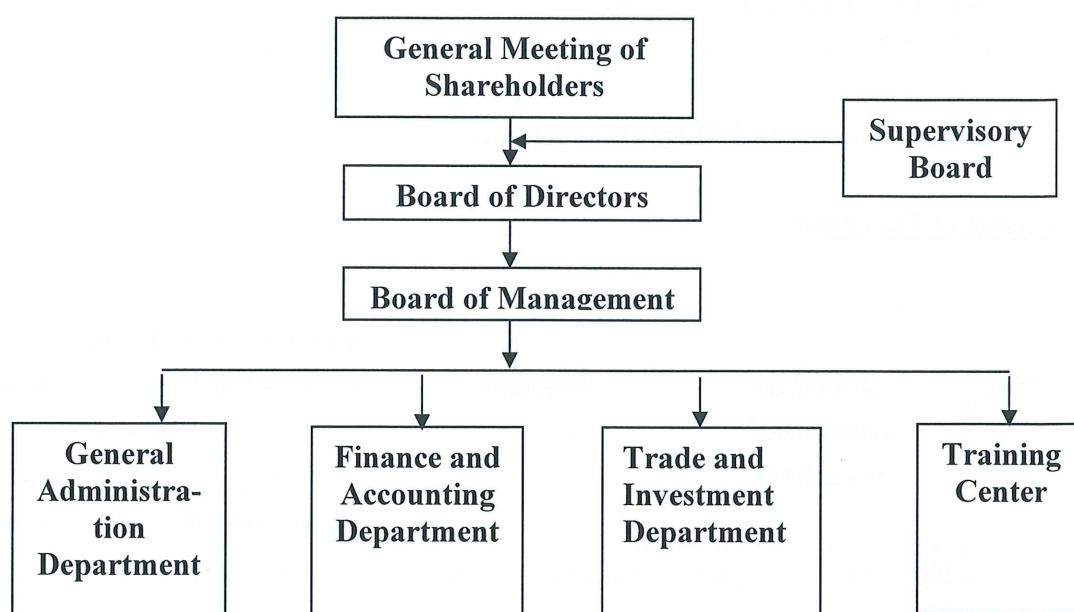 General Meeting of
Shareholders
Supervisory
Board
Board of Directors
Board of Management
General
Administra-
tion
Department
Finance and
Accounting
Department
Trade and
Investment
Department
Training
Center